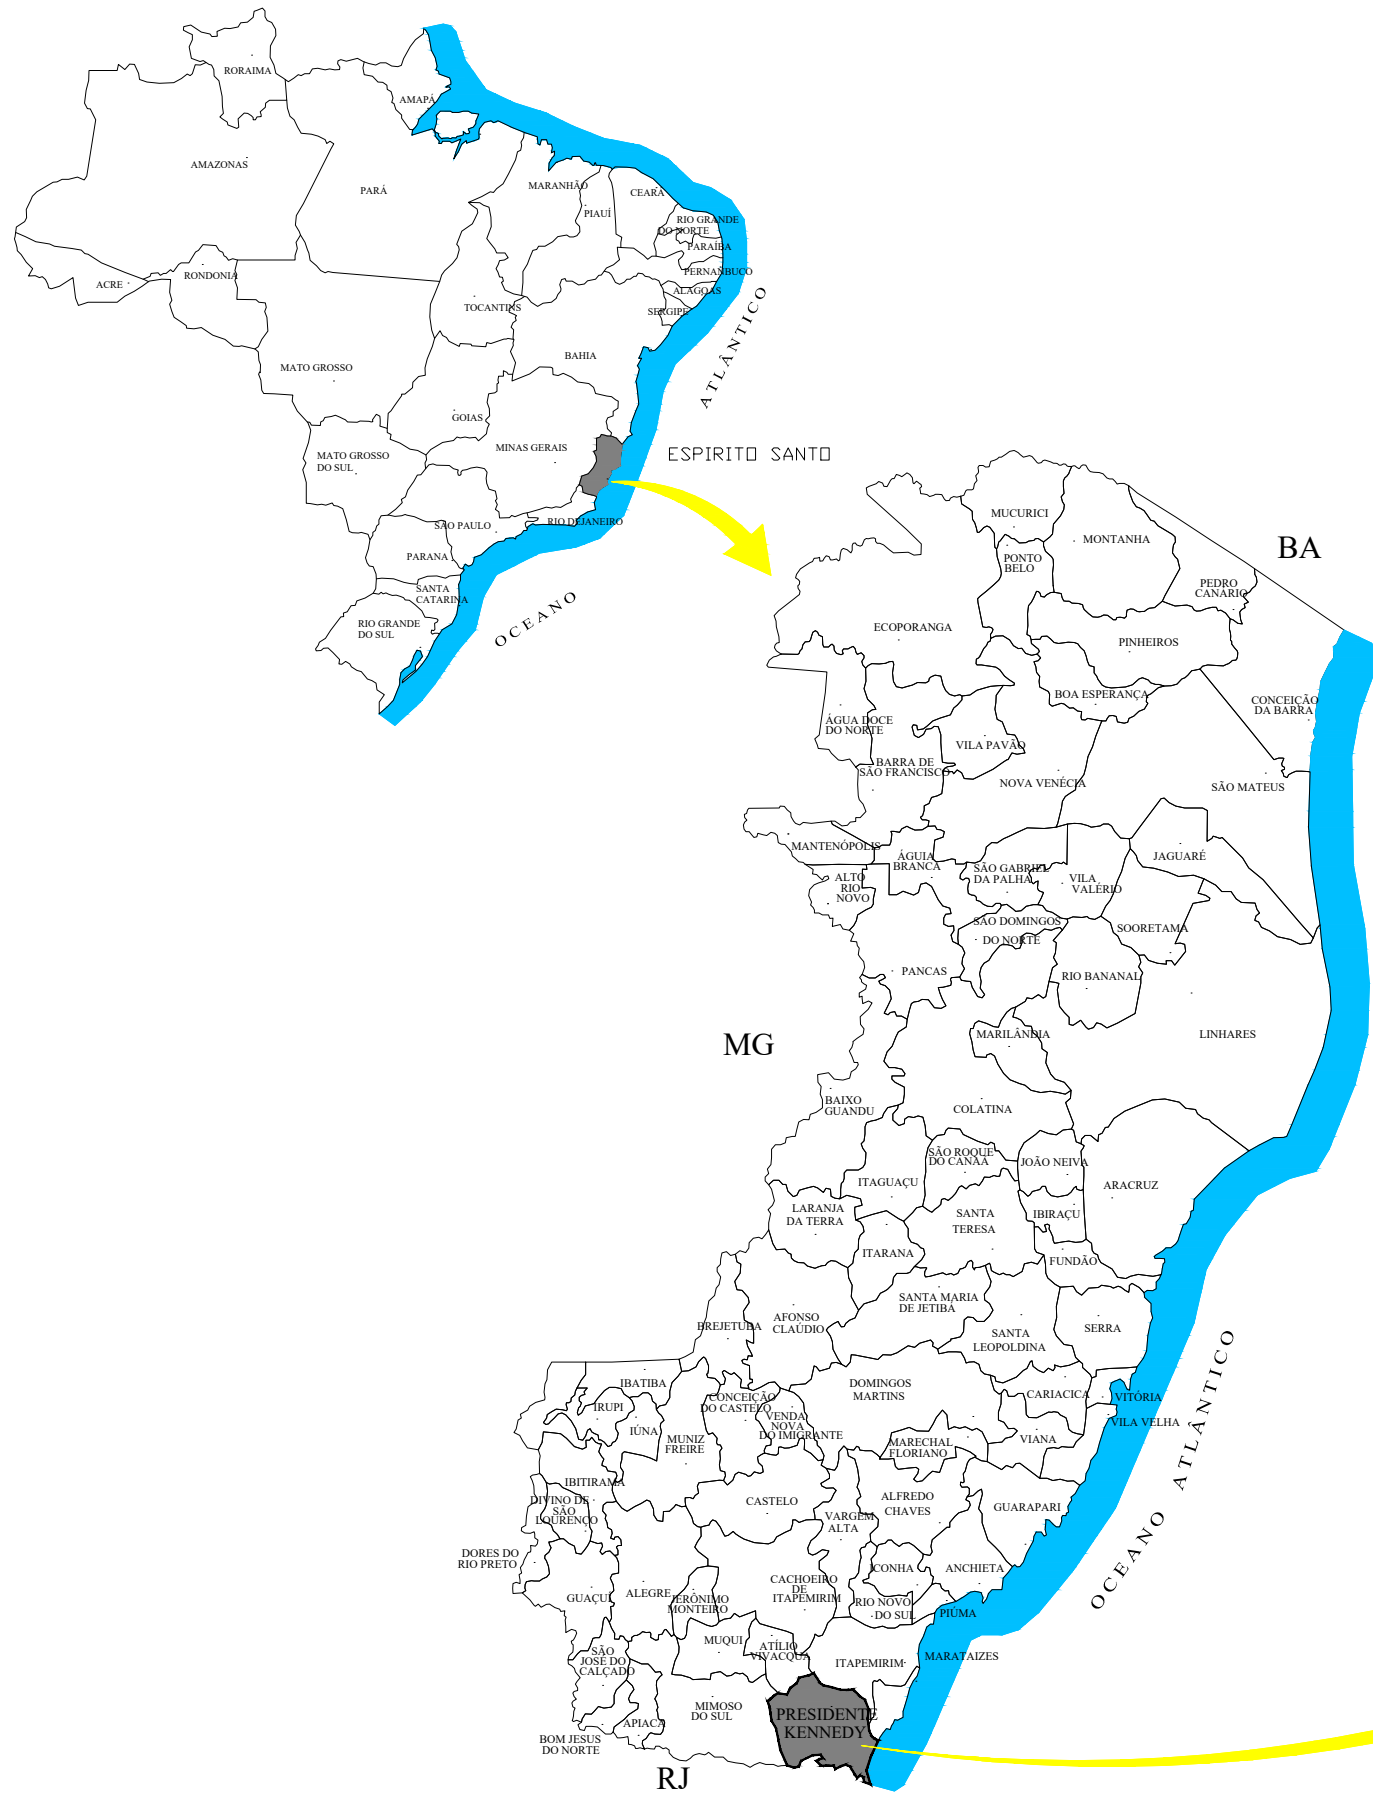 RORAIMA
AMAPÁ
AMAZONAS
PARÁ
MARANHÃO
PIAUÍ
CEARÁ
RIO GRANDE
DO NORTE
PARAÍBA
PERNANBUCO
ALAGOAS
SERGIPE
ACRE
RONDONIA
TOCANTINS
BAHIA
MATO GROSSO
GOIAS
MINAS GERAIS
MATO GROSSO
DO SUL
SAO PAULO
RIO DEJANEIRO
PARANA
SANTA
CATARINA
RIO GRANDE
DO SUL
OCEANO
ATLÂNTICO
ESPIRITO SANTO
MUCURICI
MONTANHA
BA
PONTO
BELO
PEDRO
CANÁRIO
ECOPORANGA
PINHEIROS
BOA ESPERANÇA
CONCEIÇÃO
DA BARRA
ÁGUA DOCE
DO NORTE
VILA PAVÃO
BARRA DE
SÃO FRANCISCO
NOVA VENÉCIA
SÃO MATEUS
MANTENÓPOLIS
ÁGUIA
BRANCA
SÃO GABRIEL
DA PALHA
VILA
VALÉRIO
JAGUARÉ
ALTO
RIO
NOVO
SÃO DOMINGOS
DO NORTE
SOORETAMA
PANCAS
RIO BANANAL
MARILÂNDIA
LINHARES
MG
BAIXO
GUANDU
COLATINA
SÃO ROQUE
DO CANAÃ
JOÃO NEIVA
ITAGUAÇU
ARACRUZ
LARANJA
DA TERRA
SANTA
TERESA
IBIRAÇU
ITARANA
FUNDÃO
SANTA MARIA
DE JETIBÁ
BREJETUBA
AFONSO
CLAÚDIO
SANTA
LEOPOLDINA
SERRA
IBATIBA
DOMINGOS
MARTINS
CARIACICA
VITÓRIA
VILA VELHA
IRUPI
IÚNA
CONCEIÇÃO
DO CASTELO
VENDA
NOVA
DO IMIGRANTE
MUNIZ
FREIRE
MARECHAL
FLORIANO
VIANA
OCEANO ATLÂNTICO
IBITIRAMA
DIVINO DE
SÃO
LOURENÇO
CASTELO
VARGEM
ALTA
ALFREDO
CHAVES
GUARAPARI
DORES DO
RIO PRETO
GUAÇUÍ
ALEGRE
JERÔNIMO
MONTEIRO
CACHOEIRO
DE
ITAPEMIRIM
ICONHA
ANCHIETA
RIO NOVO
DO SUL
PIÚMA
MUQUI
ATÍLIO
VIVACQUA
ITAPEMIRIM
MARATAIZES
SÃO
JOSÉ DO
CALÇADO
MIMOSO
DO SUL
APIACÁ
BOM JESUS
DO NORTE
PRESIDENTE
KENNEDY
RJ